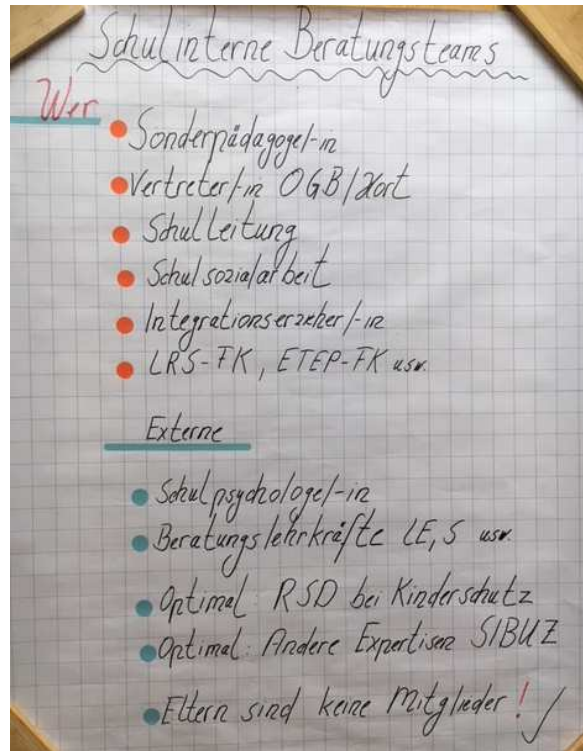 Schulinterne Beratungsteams
Wer
Sonderpädagoge/-in
Vertreter/-in OGB/Hort
Schulleitung
Schulsozialarbeit
Integrationserzieher/-in
LRS-FK, ETEP-FK usw.
Externe
Schulpsychologe/-in
Beratungslehrkräfte LE, S usw.
Optimal: RSD bei Kinderschutz
Optimal: Andere Expertisen SIBUZ
Eltern sind keine Mitglieder!